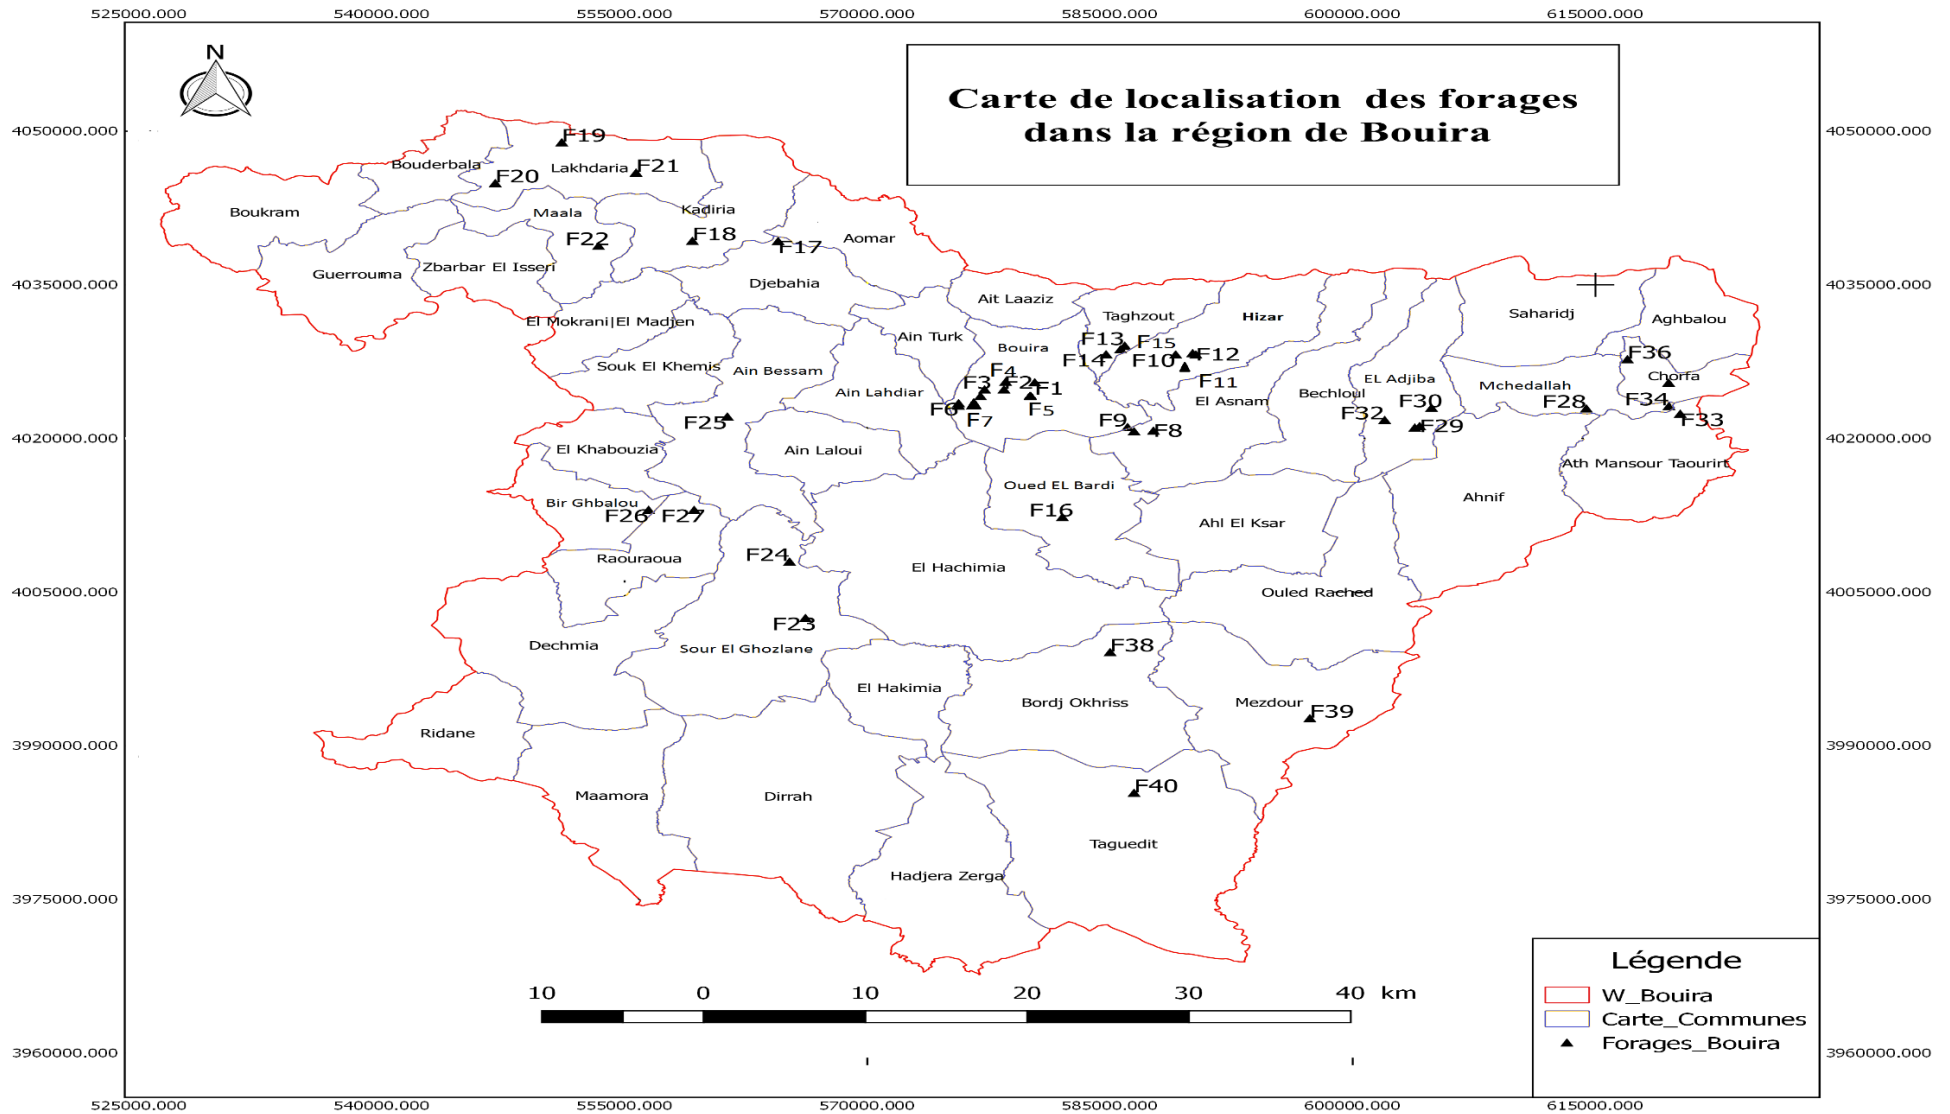 525000.000 540000.000 555000.000 570000.000 585000.000 600000.000 615000.000
N
Carte de localisation des forages
dans la région de Bouira
4050000.000 4050000.000
F19
Bouderbala
Lakhdaria
F21
F20
Boukram
Maala
Kadiria
F22
F18
F17
Aomar
Guerrouma
Zbarbar El Isseri
Djebahia
4035000.000 4035000.000
Ait Laaziz
Taghzout
Hizar
Saharidj
Aghbalou
El Mokrani|El Madjen
Ain Turk
Bouira
F13
F15
F14
F10
F12
F36
Souk El Khemis
Ain Bessam
Ain Lahdiar
F4
F3
F2
F1
F11
El Asnam
Bechloul
EL Adjiba
Mchedallah
Chorfa
F6
F7
F5
F30
F28
F34
F33
F25
F9
F8
F32
F29
4020000.000 4020000.000
El Khabouzia
Ain Laloui
Ath Mansour Taourirt
Oued EL Bardi
Ahnif
Bir Ghbalou
F26
F27
F16
Ahl El Ksar
Raouraoua
F24
El Hachimia
4005000.000 4005000.000
Ouled Rached
F23
Dechmia
Sour El Ghozlane
F38
El Hakimia
Bordj Okhriss
Mezdour
F39
Ridane
3990000.000 3990000.000
Maamora
Dirrah
F40
Taguedit
Hadjera Zerga
3975000.000 3975000.000
10 0 10 20 30 40 km
Légende
W_Bouira
Carte_Communes
Forages_Bouira
3960000.000 3960000.000
525000.000 540000.000 555000.000 570000.000 585000.000 600000.000 615000.000